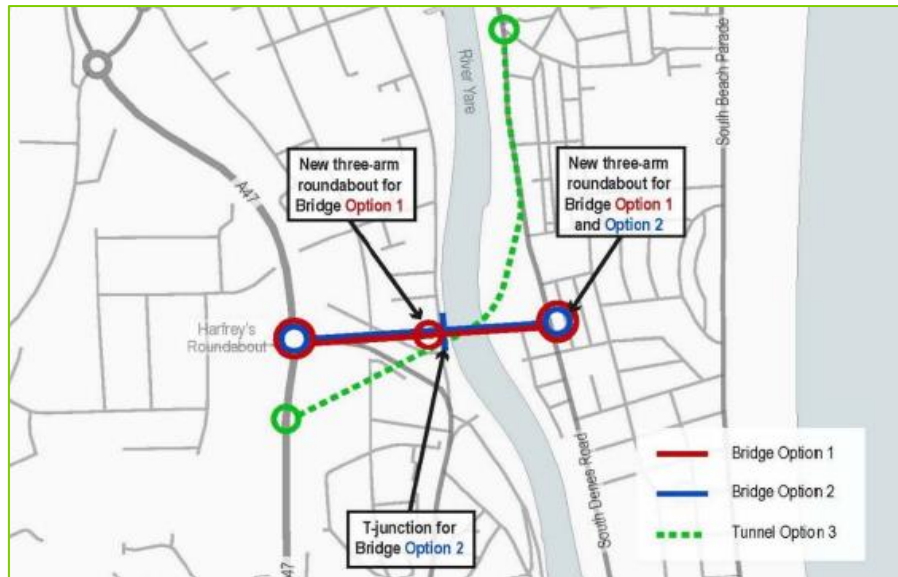 River Yare
South Beach Parade
A47
New three-arm
roundabout for
Bridge Option 1
New three-arm
roundabout for
Bridge Option 1
and Option 2
Harfrey's
Roundabout
T-junction for
Bridge Option 2
South Denes Road
Bridge Option 1
Bridge Option 2
Tunnel Option 3
47